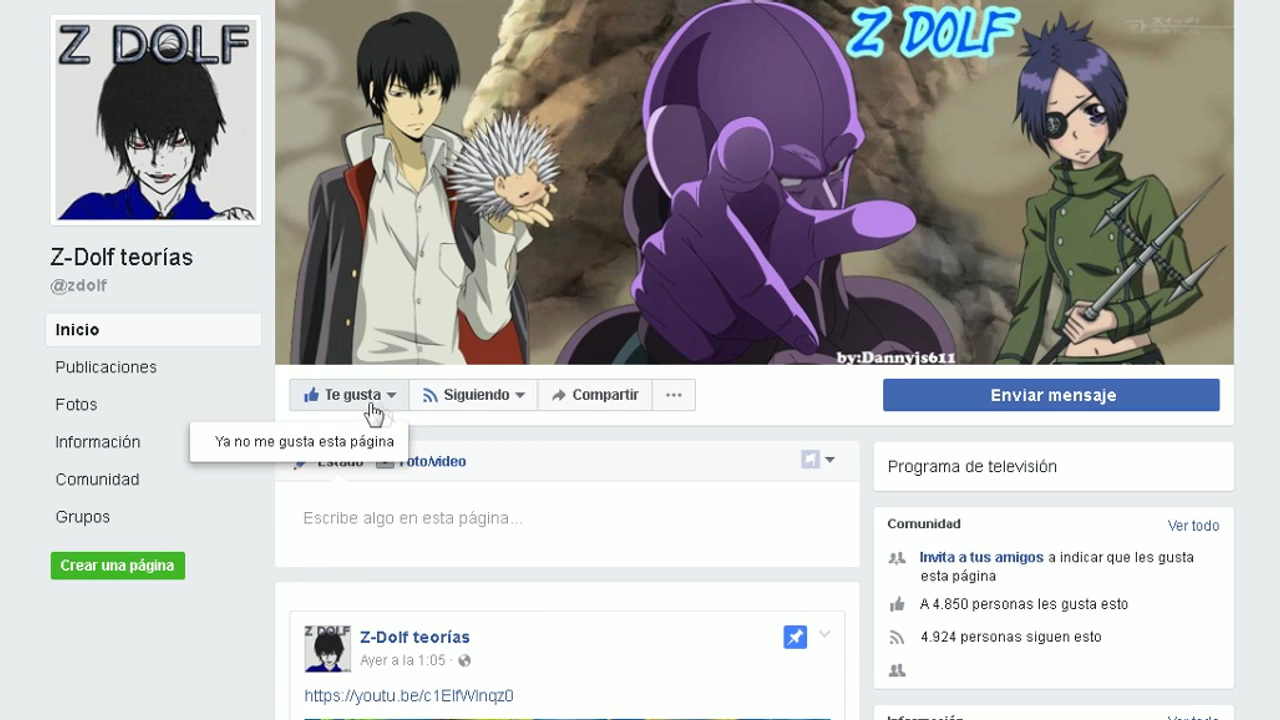 Z DOLF
Z DOLF
by:Dannyjs611
Z-Dolf teorías
@zdolf
Inicio
Publicaciones
Fotos
Información
Comunidad
Grupos
Crear una página
Te gusta
Siguiendo
Compartir
Enviar mensaje
Ya no me gusta esta página
Estado
Foto/video
Escribe algo en esta página...
Z DOLF
Z-Dolf teorías
Ayer a la 1:05
https://youtu.be/c1ElfWlnqz0
Programa de televisión
Comunidad
Ver todo
Invita a tus amigos a indicar que les gusta
esta página
A 4.850 personas les gusta esto
4.924 personas siguen esto
Información
Ver todo